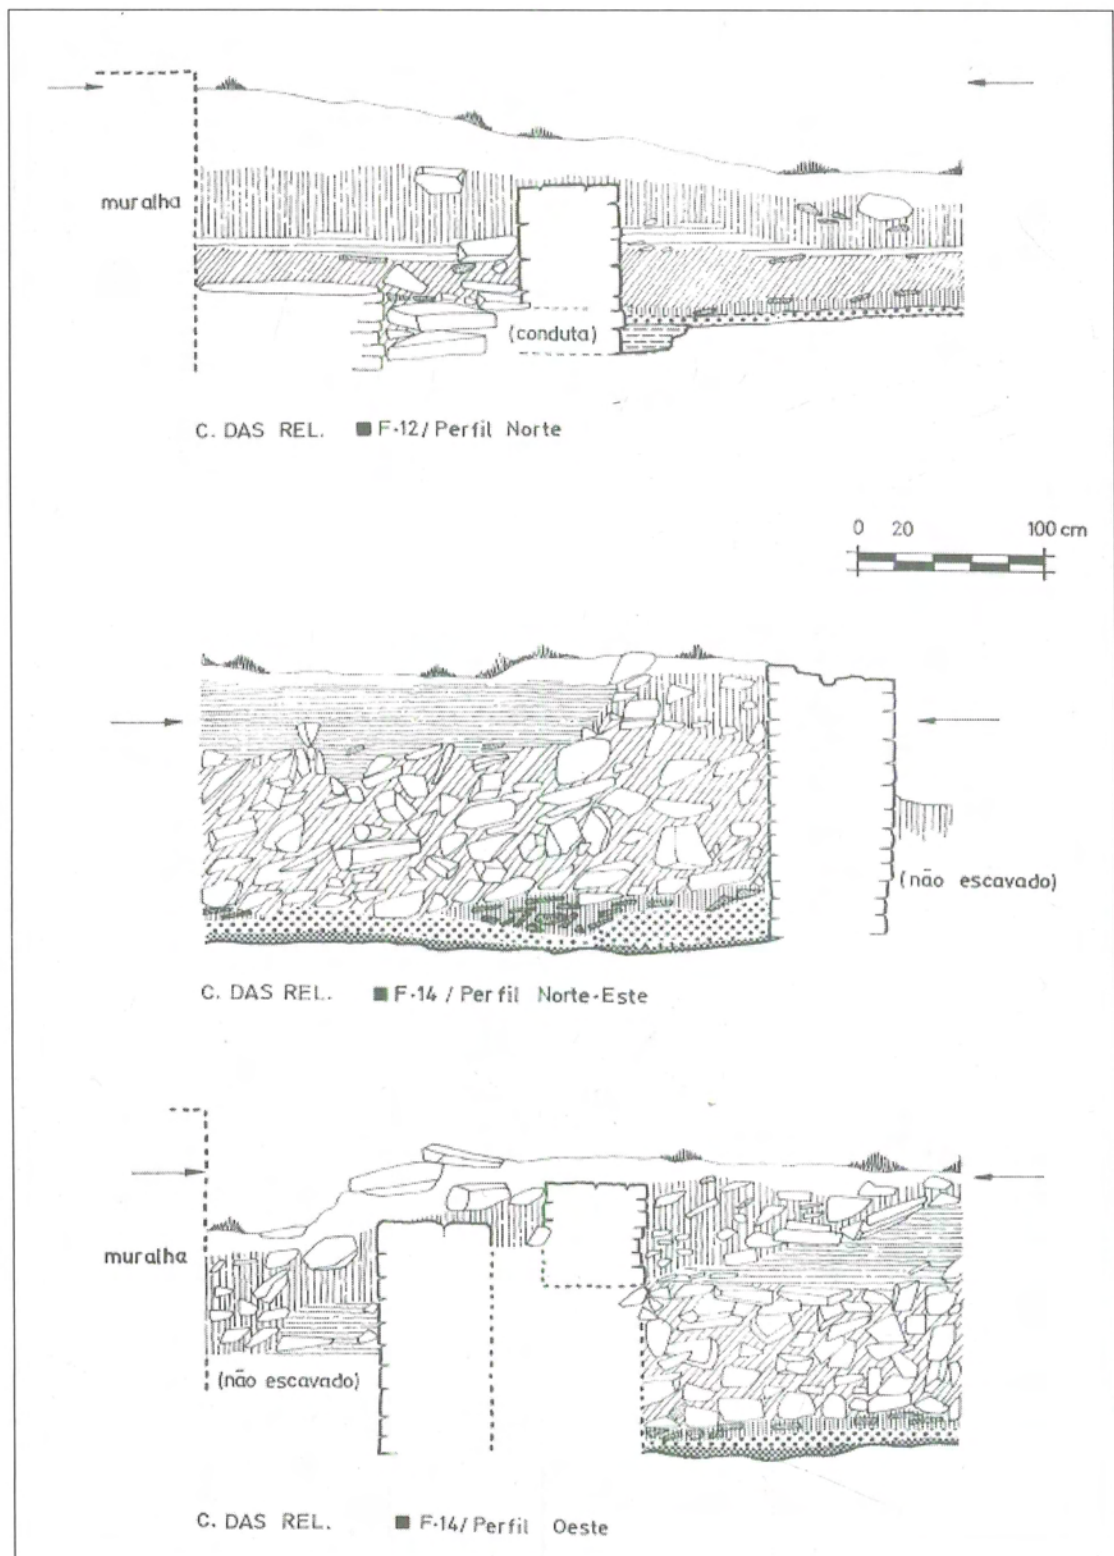 muralha
(conduta)
C. DAS REL. ■ F-12/Perfil Norte
0 20 100 cm
(não escavado)
C. DAS REL. ■ F-14 / Perfil Norte-Este
muralha
(não escavado)
C. DAS REL. ■ F-14/Perfil Oeste